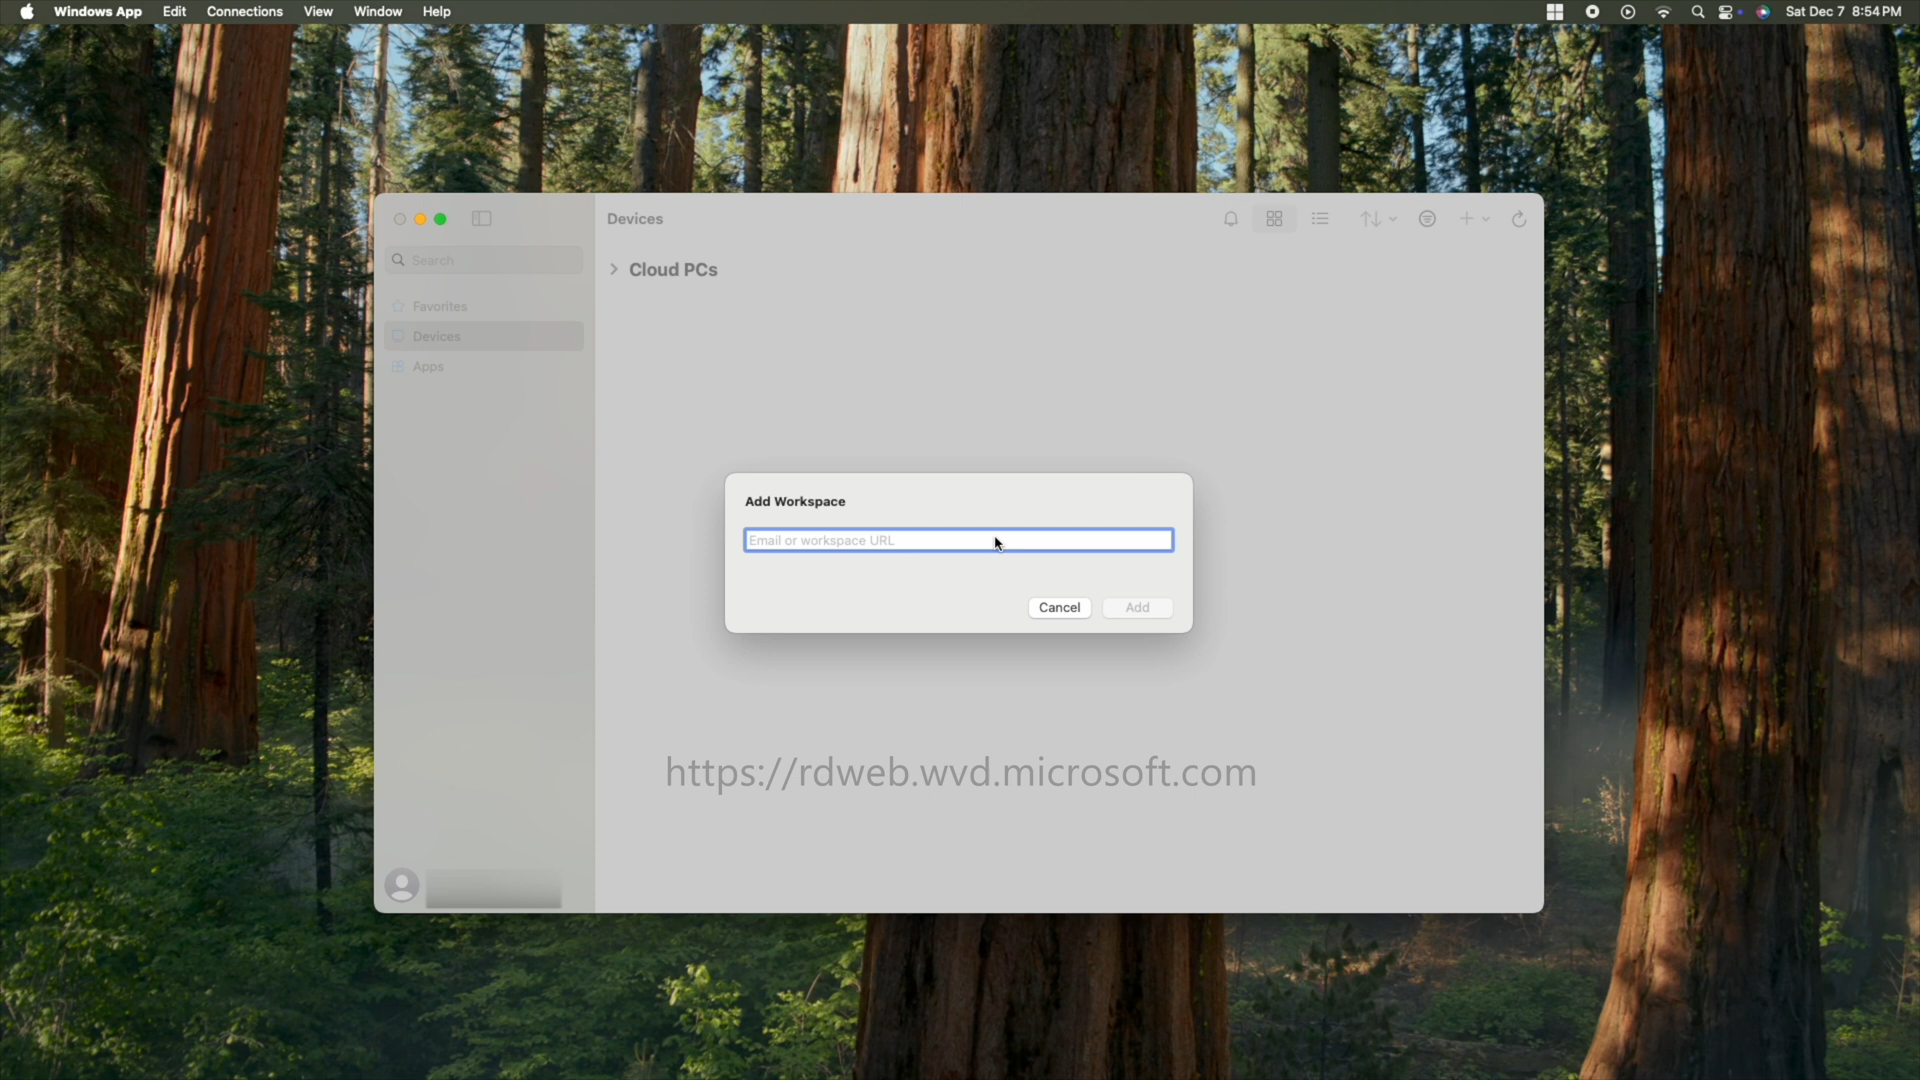 Windows App Edit Connections View Window Help Sat Dec 7 8:54 PM
Devices
Search
Cloud PCs
Favorites
Devices
Apps
Add Workspace
Email or workspace URL
Cancel Add
https://rdweb.wvd.microsoft.com